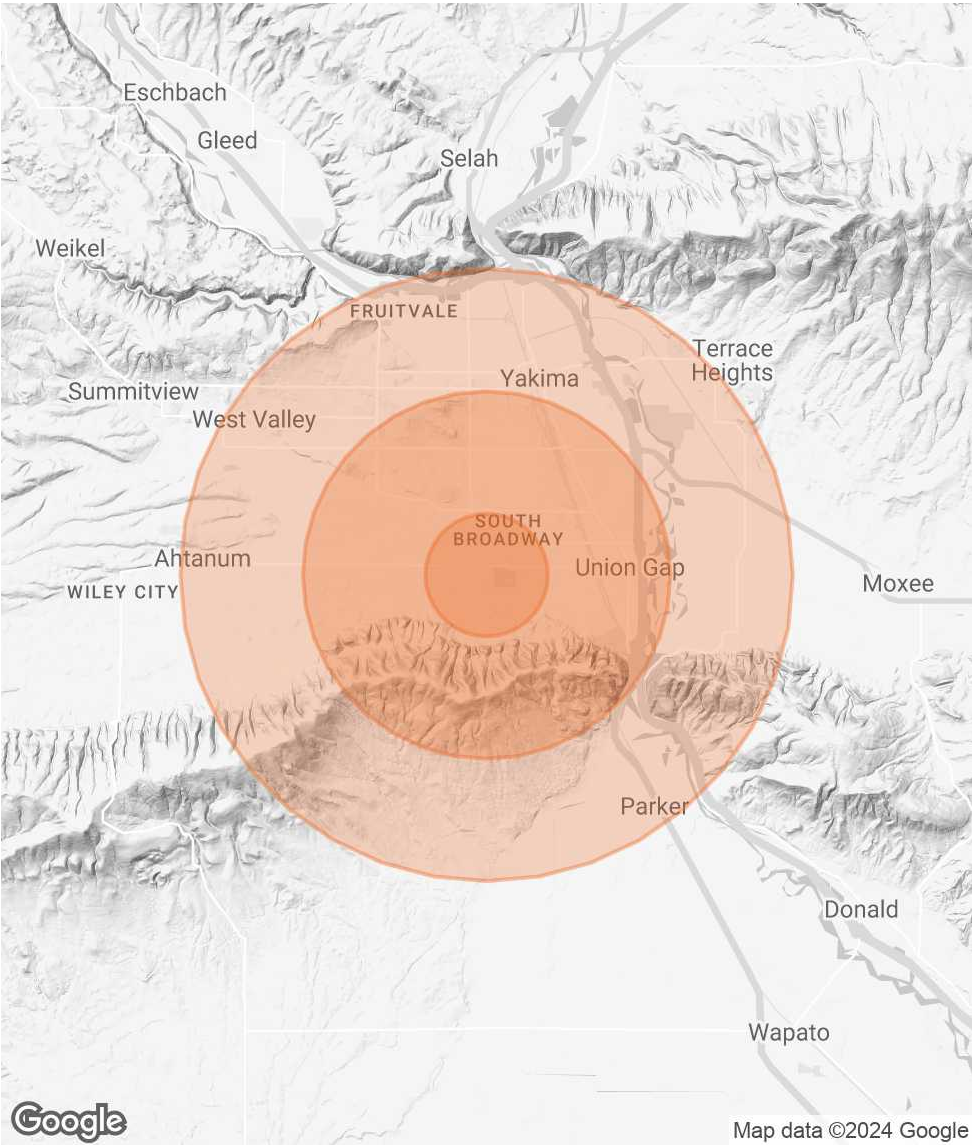 Eschbach
Gleed
Selah
Weikel
FRUITVALE
Terrace
Heights
Yakima
Summitview
West Valley
SOUTH
BROADWAY
Ahtanum
Union Gap
Moxee
WILEY CITY
Parker
Donald
Wapato
Google
Map data ©2024 Google